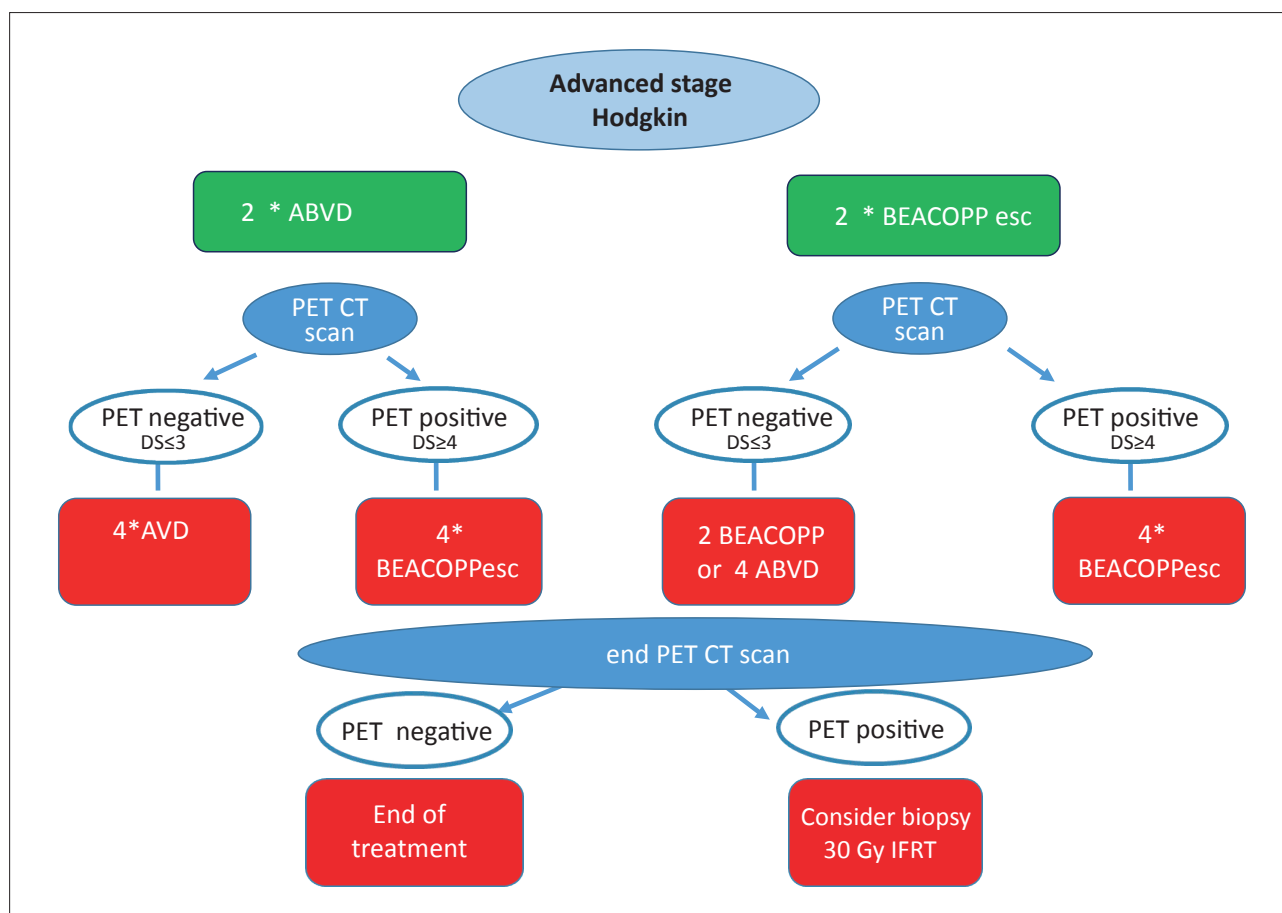 Advanced stage
Hodgkin
2 * ABVD
2 * BEACOPP esc
PET CT
scan
PET CT
scan
PET negative
DS≤3
PET positive
DS≥4
PET negative
DS≤3
PET positive
DS≥4
4*AVD
4*
BEACOPPesc
2 BEACOPP
or 4 ABVD
4*
BEACOPPesc
end PET CT scan
PET negative
PET positive
End of
treatment
Consider biopsy
30 Gy IFRT